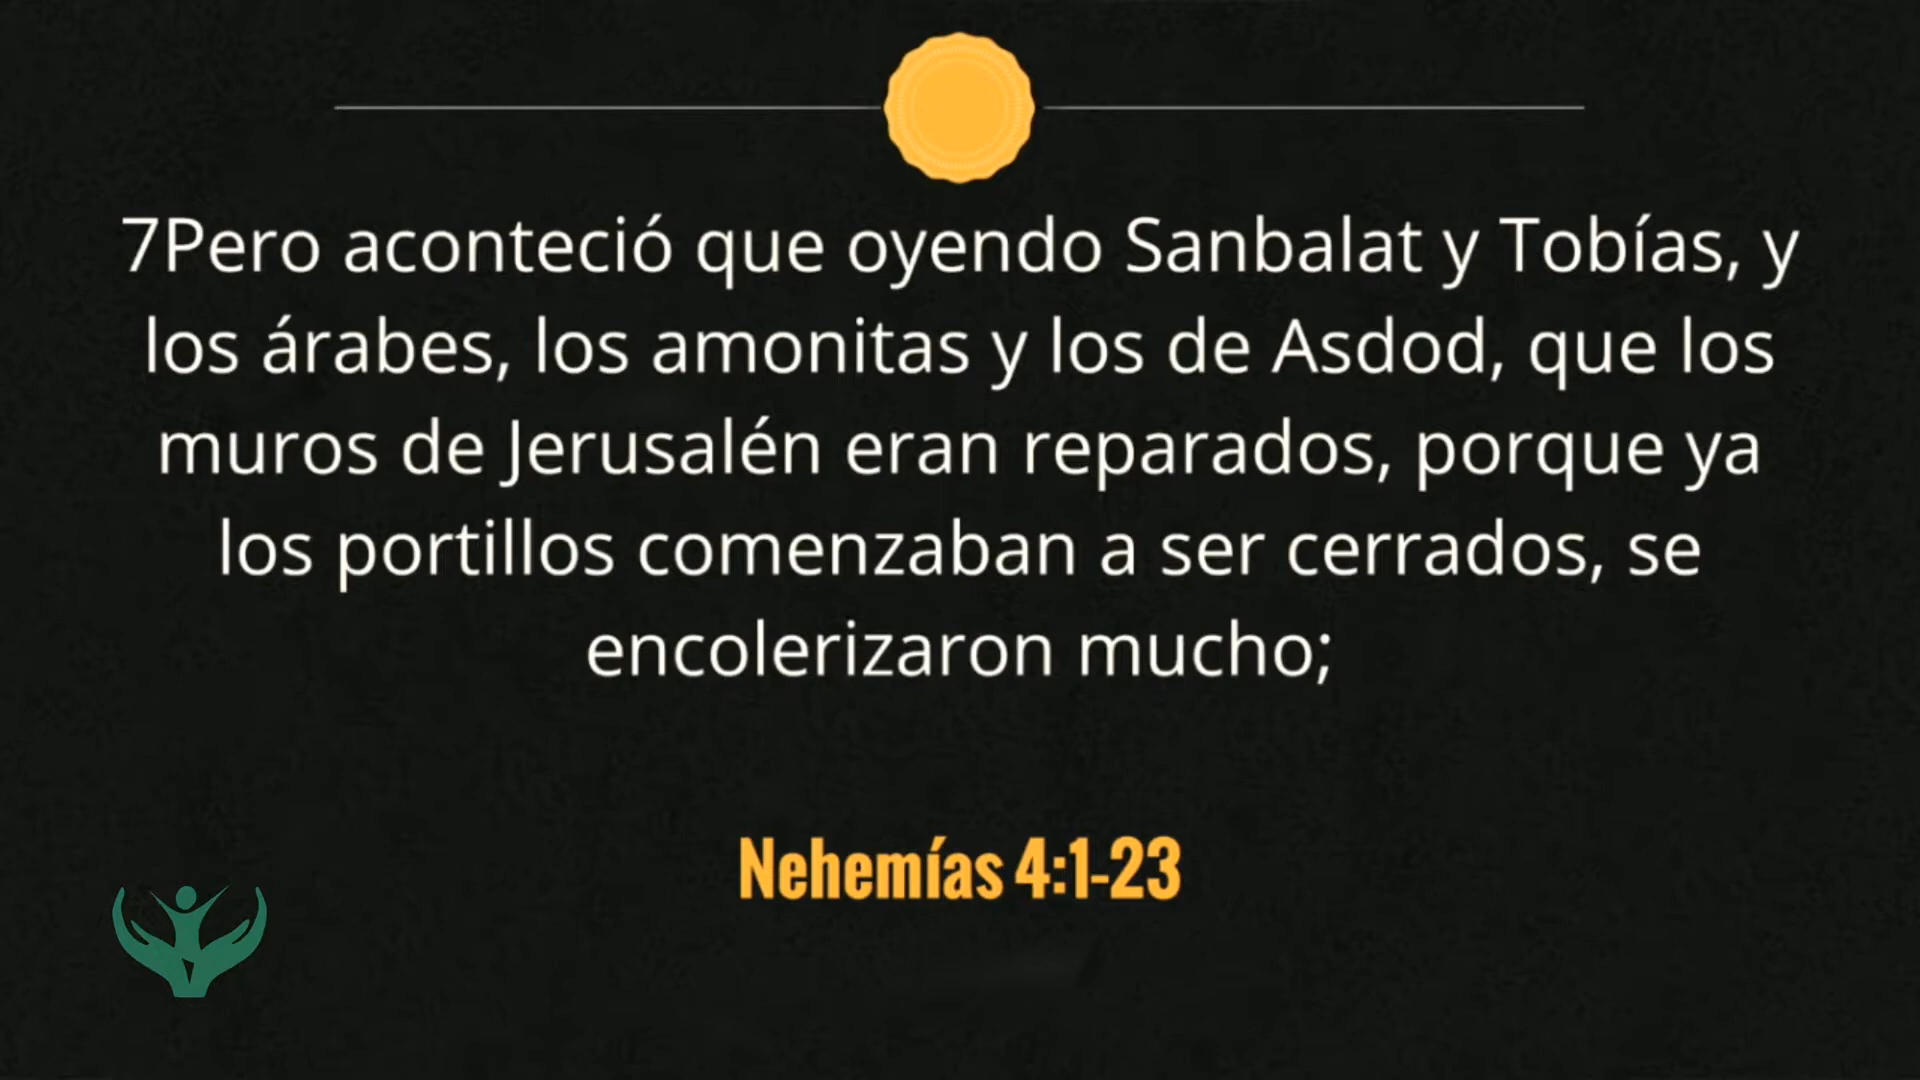 7Pero aconteció que oyendo Sanbalat y Tobías, y
los árabes, los amonitas y los de Asdod, que los
muros de Jerusalén eran reparados, porque ya
los portillos comenzaban a ser cerrados, se
encolerizaron mucho;
Nehemías 4:1-23